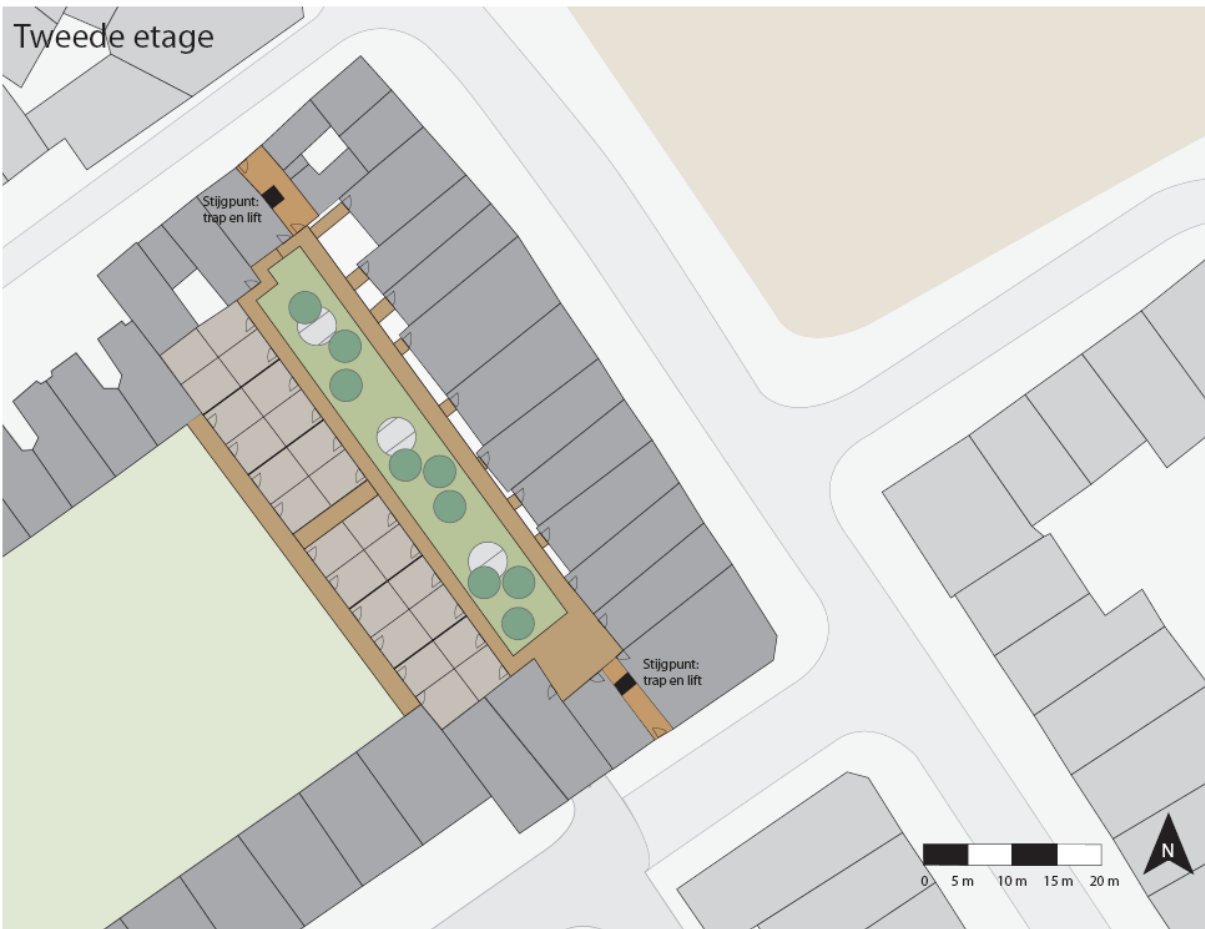 Tweede etage
Stijgpunt:
trap en lift
Stijgpunt:
trap en lift
N
0 5 m 10 m 15 m 20 m